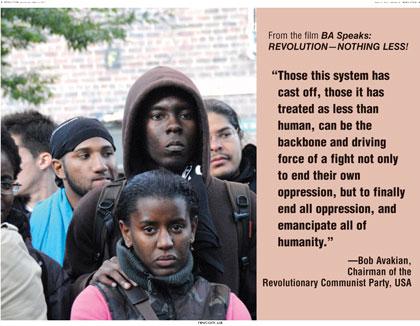 From the film BA Speaks:
REVOLUTION—NOTHING LESS!
“Those this system has
cast off, those it has
treated as less than
human, can be the
backbone and driving
force of a fight not only
to end their own
oppression, but to finally
end all oppression, and
emancipate all of
humanity.”
—Bob Avakian,
Chairman of the
Revolutionary Communist Party, USA